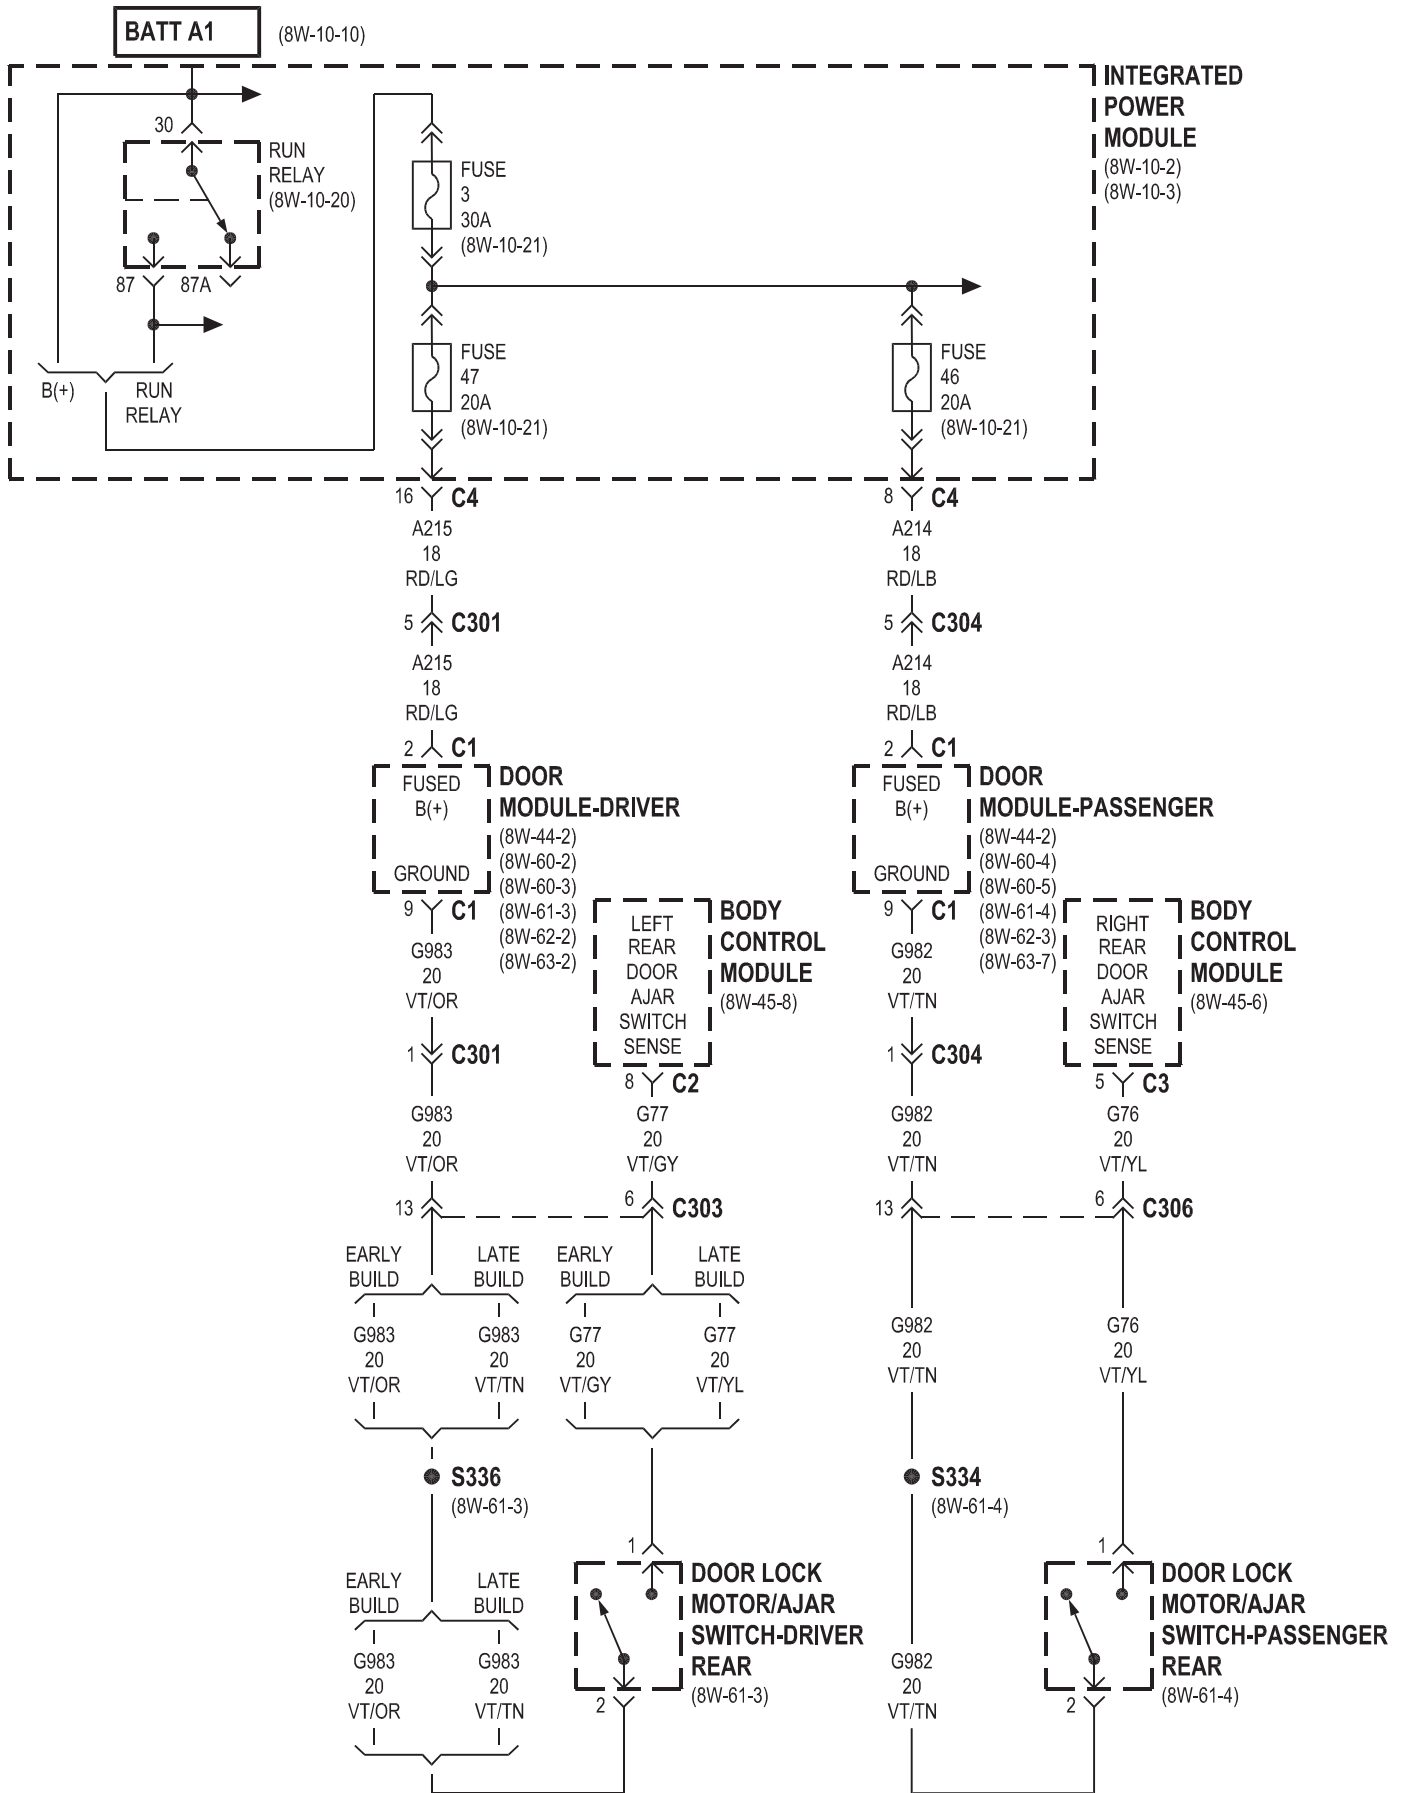 BATT A1
(8W-10-10)
INTEGRATED
POWER
MODULE
(8W-10-2)
(8W-10-3)
30
RUN
RELAY
(8W-10-20)
87
87A
B(+)
RUN
RELAY
FUSE
3
30A
(8W-10-21)
FUSE
47
20A
(8W-10-21)
FUSE
46
20A
(8W-10-21)
16
C4
A215
18
RD/LG
5
C301
A215
18
RD/LG
2
C1
FUSED
B(+)
GROUND
DOOR
MODULE-DRIVER
(8W-44-2)
(8W-60-2)
(8W-60-3)
(8W-61-3)
(8W-62-2)
(8W-63-2)
9
C1
G983
20
VT/OR
1
C301
G983
20
VT/OR
13
LEFT
REAR
DOOR
AJAR
SWITCH
SENSE
BODY
CONTROL
MODULE
(8W-45-8)
8
C2
G77
20
VT/GY
6
C303
8
C4
A214
18
RD/LB
5
C304
A214
18
RD/LB
2
C1
FUSED
B(+)
GROUND
DOOR
MODULE-PASSENGER
(8W-44-2)
(8W-60-4)
(8W-60-5)
(8W-61-4)
(8W-62-3)
(8W-63-7)
9
C1
G982
20
VT/TN
1
C304
G982
20
VT/TN
13
RIGHT
REAR
DOOR
AJAR
SWITCH
SENSE
BODY
CONTROL
MODULE
(8W-45-6)
5
C3
G76
20
VT/YL
6
C306
EARLY
BUILD
LATE
BUILD
G983
20
VT/OR
G983
20
VT/TN
EARLY
BUILD
LATE
BUILD
G77
20
VT/GY
G77
20
VT/YL
S336
(8W-61-3)
EARLY
BUILD
LATE
BUILD
G983
20
VT/OR
G983
20
VT/TN
1
DOOR LOCK
MOTOR/AJAR
SWITCH-DRIVER
REAR
(8W-61-3)
2
G982
20
VT/TN
S334
(8W-61-4)
G982
20
VT/TN
G76
20
VT/YL
1
DOOR LOCK
MOTOR/AJAR
SWITCH-PASSENGER
REAR
(8W-61-4)
2